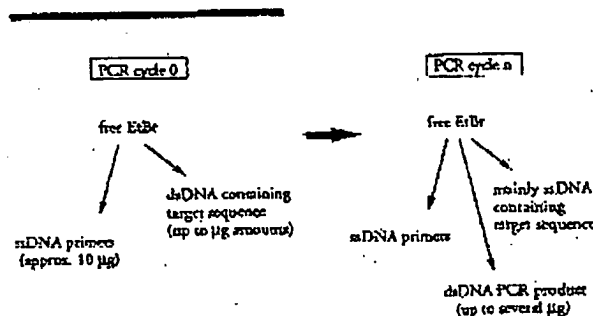 PCR cycle 0
free EtBr
dsDNA containing
target sequence
(up to µg amounts)
ssDNA primers
(approx. 10 µg)
PCR cycle n
free EtBr
mainly ssDNA
containing
target sequence
ssDNA primers
dsDNA PCR product
(up to several µg)